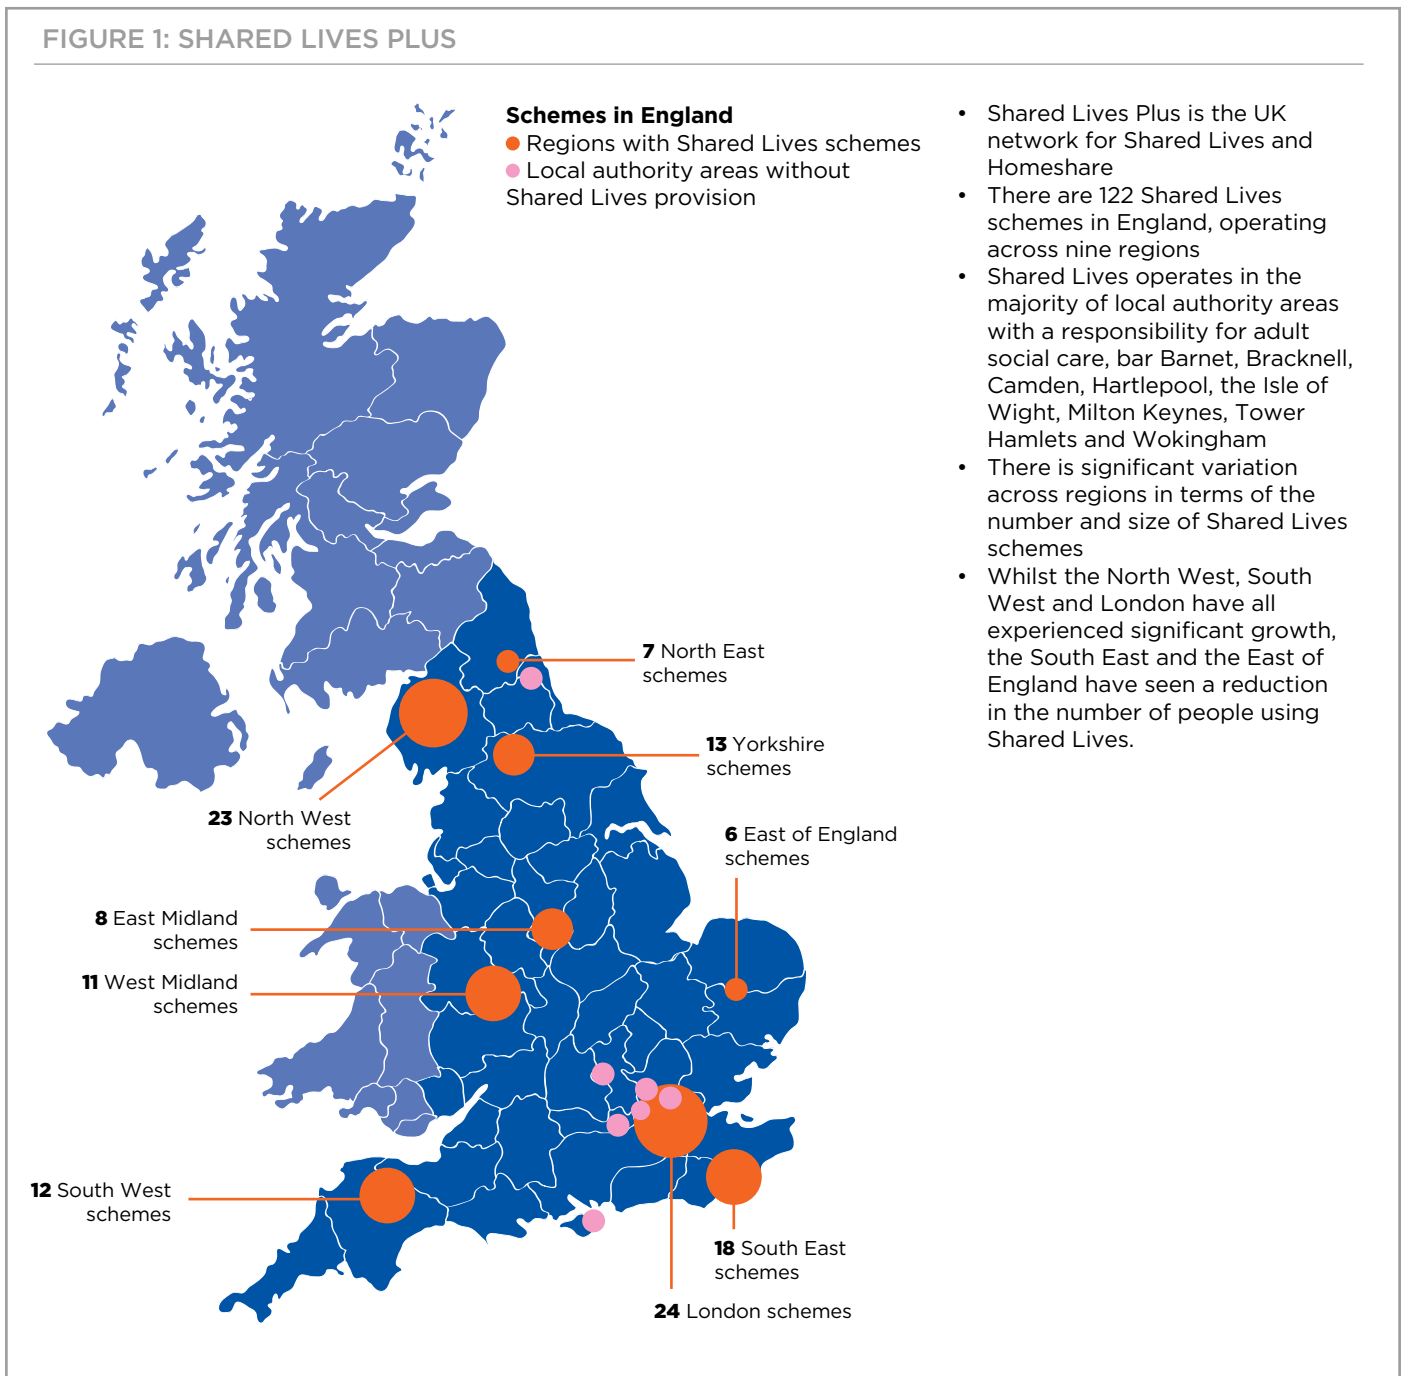 FIGURE 1: SHARED LIVES PLUS
Schemes in England
Regions with Shared Lives schemes
Local authority areas without
Shared Lives provision
• Shared Lives Plus is the UK
network for Shared Lives and
Homeshare
• There are 122 Shared Lives
schemes in England, operating
across nine regions
• Shared Lives operates in the
majority of local authority areas
with a responsibility for adult
social care, bar Barnet, Bracknell,
Camden, Hartlepool, the Isle of
Wight, Milton Keynes, Tower
Hamlets and Wokingham
• There is significant variation
across regions in terms of the
number and size of Shared Lives
schemes
• Whilst the North West, South
West and London have all
experienced significant growth,
the South East and the East of
England have seen a reduction
in the number of people using
Shared Lives.
7 North East
schemes
13 Yorkshire
schemes
23 North West
schemes
6 East of England
schemes
8 East Midland
schemes
11 West Midland
schemes
12 South West
schemes
18 South East
schemes
24 London schemes